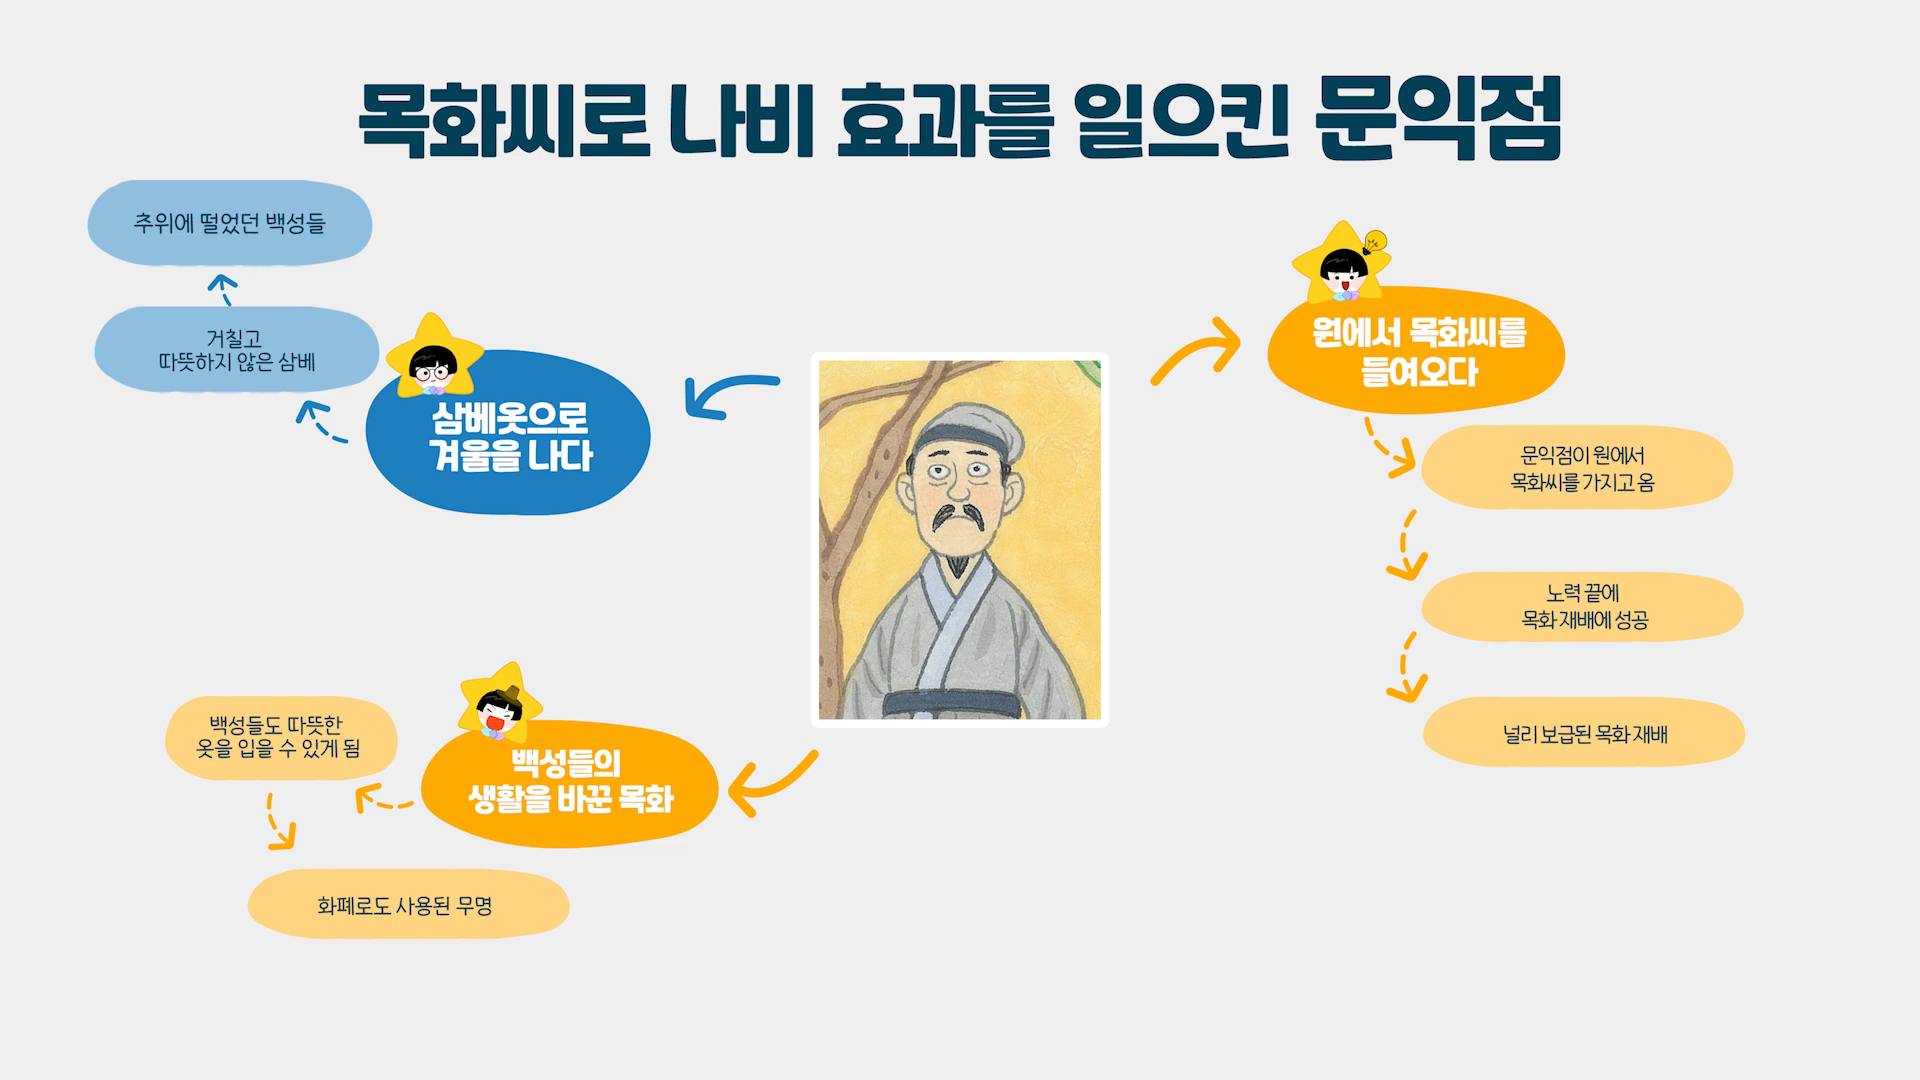 목화씨로 나비 효과를 일으킨 문익점
추위에 떨었던 백성들
거칠고
따뜻하지 않은 삼베
삼베옷으로
겨울을 나다
원에서 목화씨를
들여오다
문익점이 원에서
목화씨를 가지고 옴
노력 끝에
목화 재배에 성공
널리 보급된 목화 재배
백성들의
생활을 바꾼 목화
백성들도 따뜻한
옷을 입을 수 있게 됨
화폐로도 사용된 무명